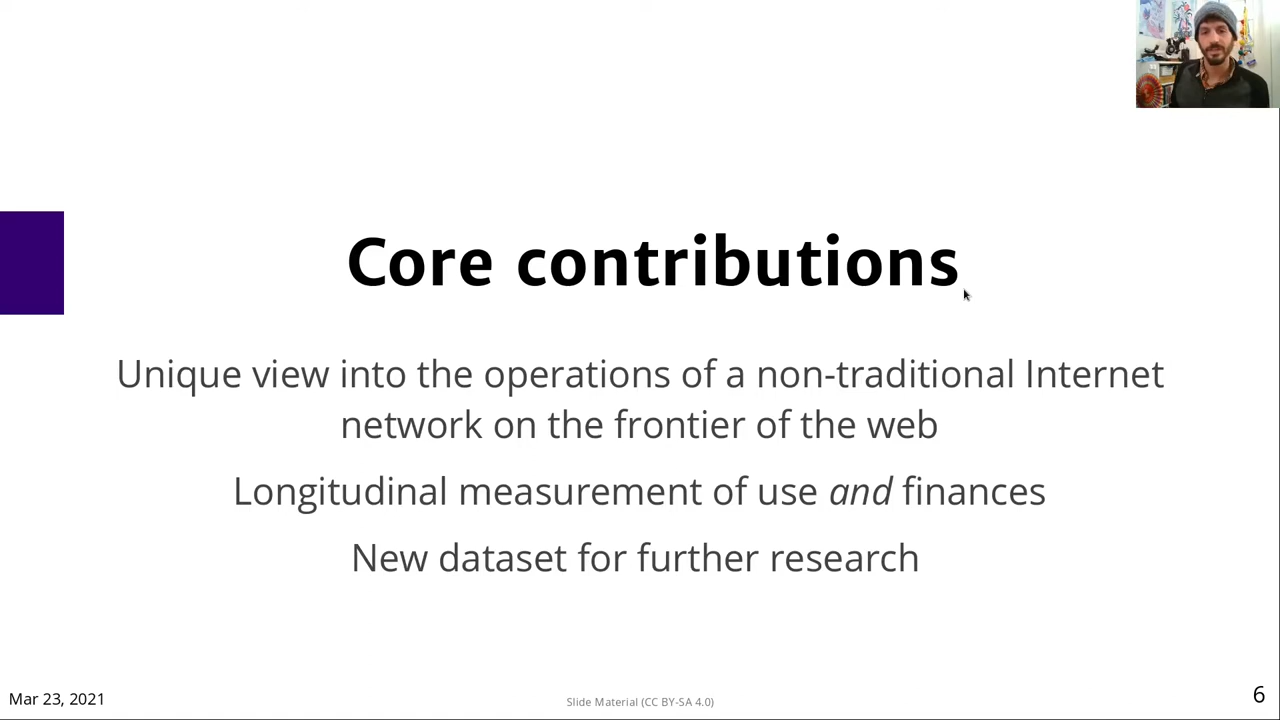 Core contributions
Unique view into the operations of a non-traditional Internet
network on the frontier of the web
Longitudinal measurement of use and finances
New dataset for further research
Mar 23, 2021
Slide Material (CC BY-SA 4.0)
6